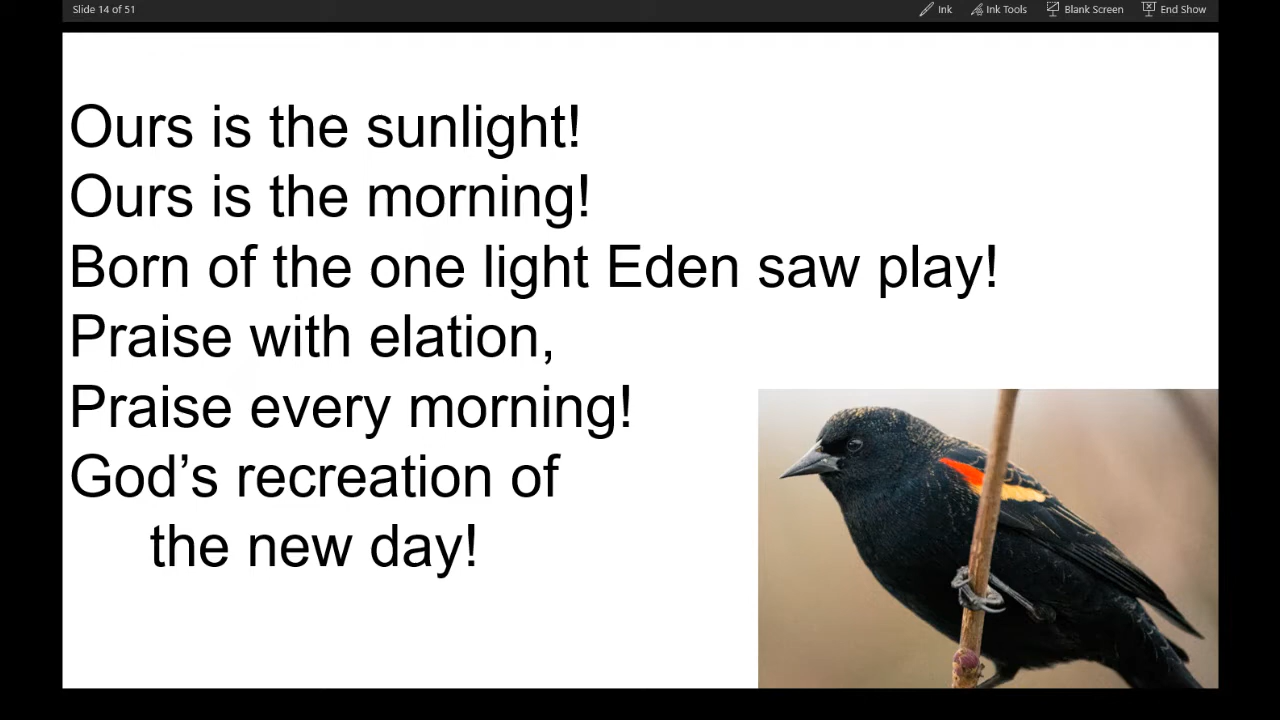 Slide 14 of 51
Ink
Ink Tools
Blank Screen
End Show
Ours is the sunlight!
Ours is the morning!
Born of the one light Eden saw play!
Praise with elation,
Praise every morning!
God’s recreation of
the new day!